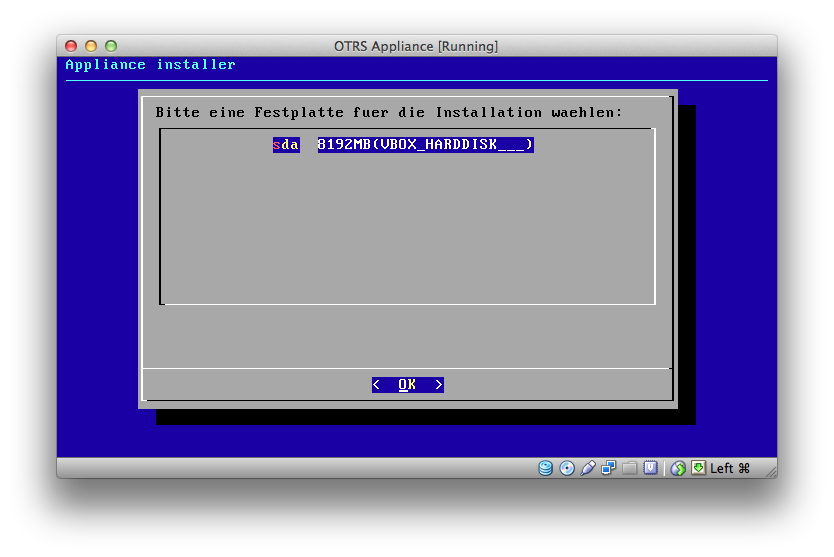 OTRS Appliance [Running]
Appliance installer
Bitte eine Festplatte fuer die Installation waehlen:
sda 8192MB(VBOX_HARDDISK___)
< OK >
Left ⌘